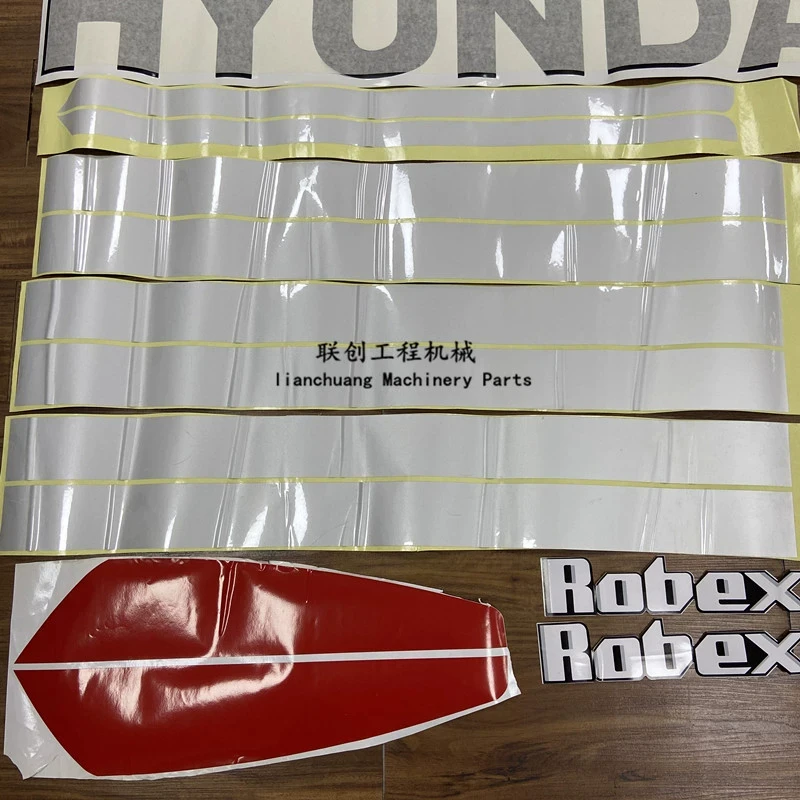 HYUNDA
联创工程机械
lianchuang Machinery Parts
Robex
Robex